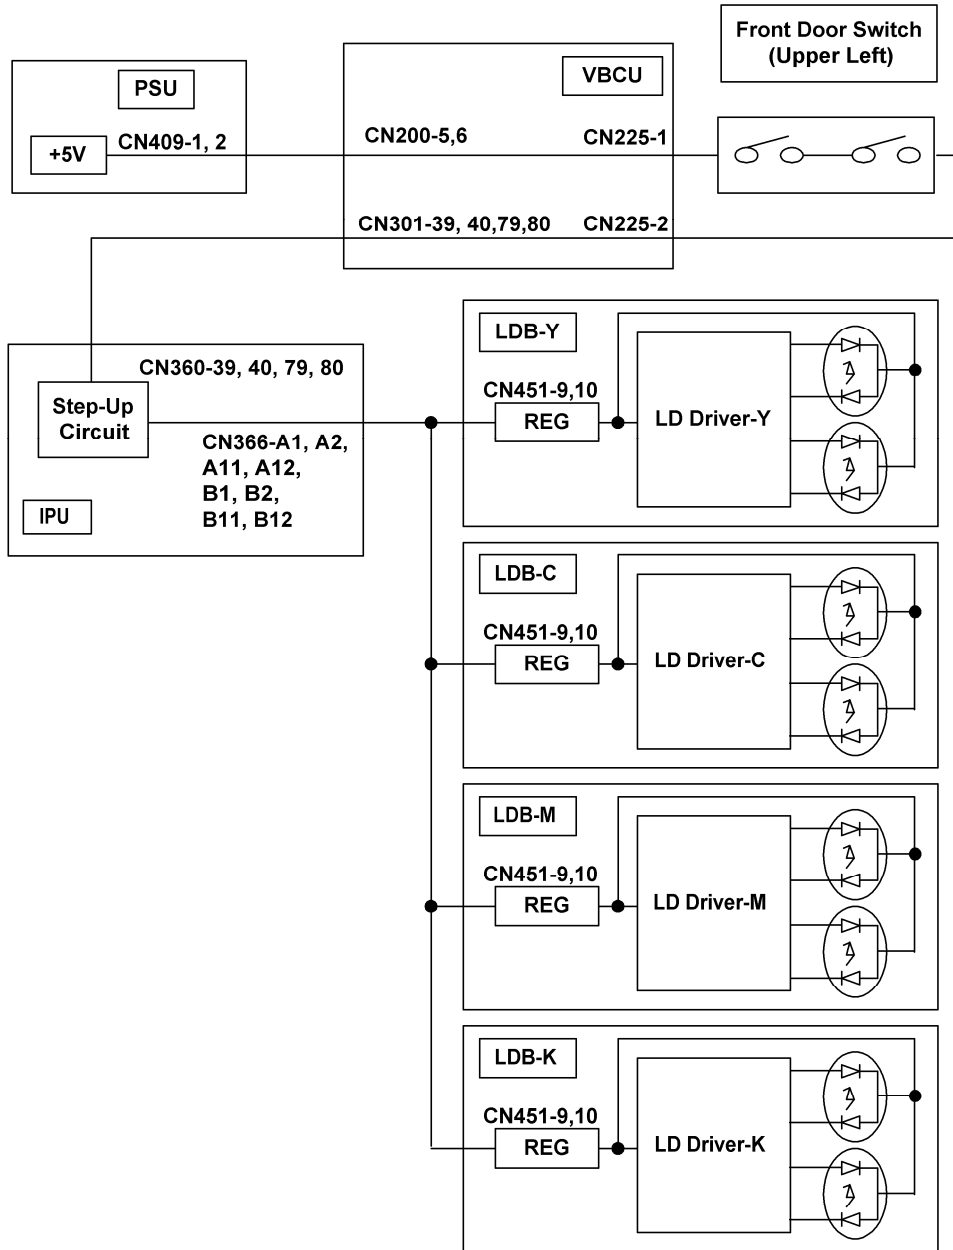 Front Door Switch
(Upper Left)
PSU
VBCU
+5V
CN409-1, 2
CN200-5,6
CN225-1
CN301-39, 40,79,80
CN225-2
CN360-39, 40, 79, 80
Step-Up
Circuit
CN366-A1, A2,
A11, A12,
B1, B2,
B11, B12
IPU
LDB-Y
CN451-9,10
REG
LD Driver-Y
LDB-C
CN451-9,10
REG
LD Driver-C
LDB-M
CN451-9,10
REG
LD Driver-M
LDB-K
CN451-9,10
REG
LD Driver-K